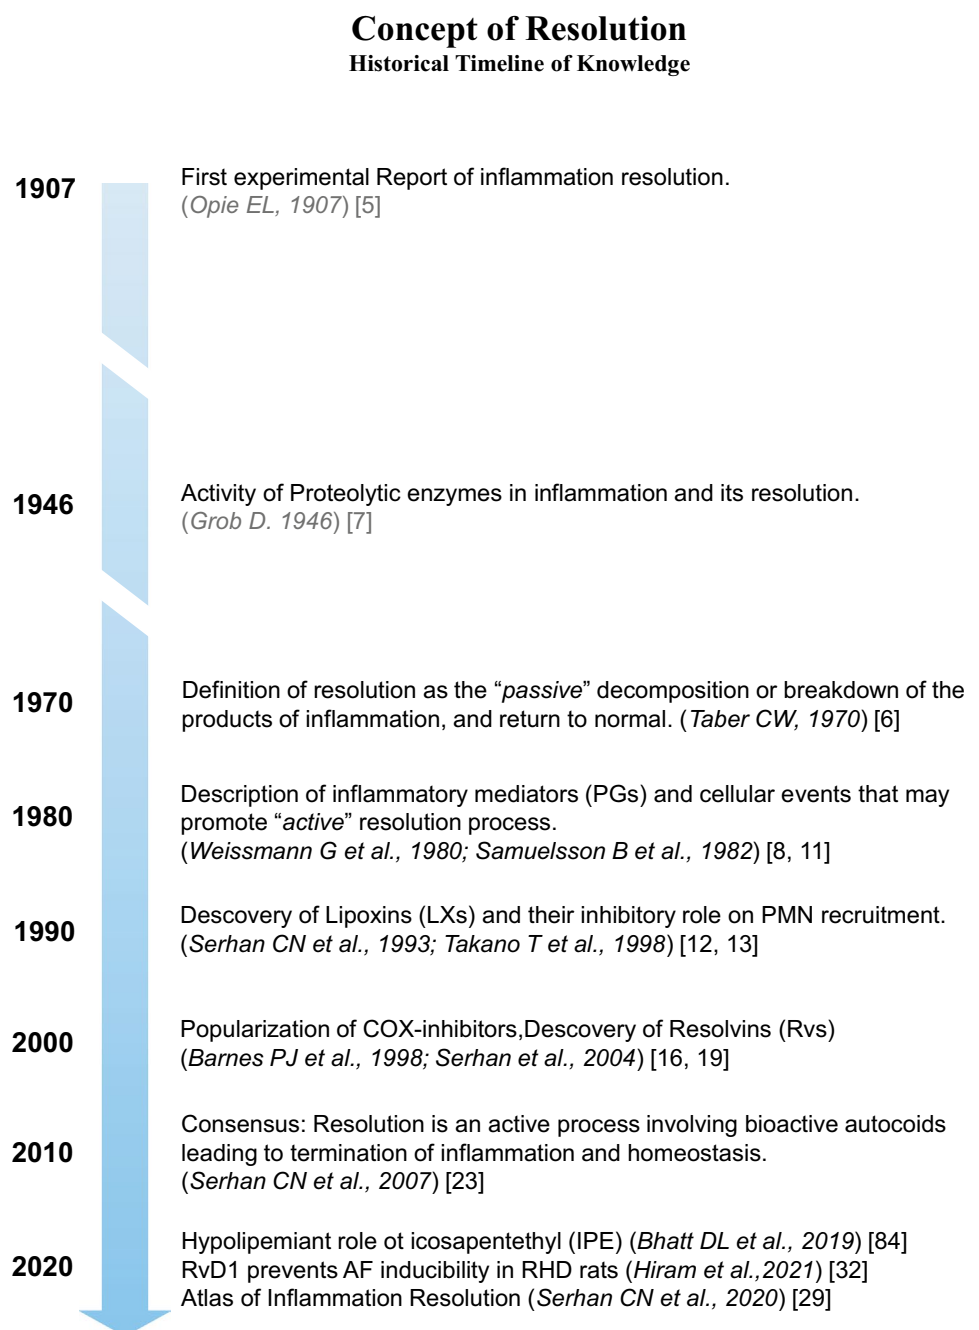 Concept of Resolution
Historical Timeline of Knowledge
1907
First experimental Report of inflammation resolution.
(Opie EL, 1907) [5]
1946
Activity of Proteolytic enzymes in inflammation and its resolution.
(Grob D. 1946) [7]
1970
Definition of resolution as the “passive” decomposition or breakdown of the
products of inflammation, and return to normal. (Taber CW, 1970) [6]
1980
Description of inflammatory mediators (PGs) and cellular events that may
promote “active” resolution process.
(Weissmann G et al., 1980; Samuelsson B et al., 1982) [8, 11]
1990
Descovery of Lipoxins (LXs) and their inhibitory role on PMN recruitment.
(Serhan CN et al., 1993; Takano T et al., 1998) [12, 13]
2000
Popularization of COX-inhibitors,Descovery of Resolvins (Rvs)
(Barnes PJ et al., 1998; Serhan et al., 2004) [16, 19]
2010
Consensus: Resolution is an active process involving bioactive autocoids
leading to termination of inflammation and homeostasis.
(Serhan CN et al., 2007) [23]
2020
Hypolipemiant role ot icosapentethyl (IPE) (Bhatt DL et al., 2019) [84]
RvD1 prevents AF inducibility in RHD rats (Hiram et al.,2021) [32]
Atlas of Inflammation Resolution (Serhan CN et al., 2020) [29]